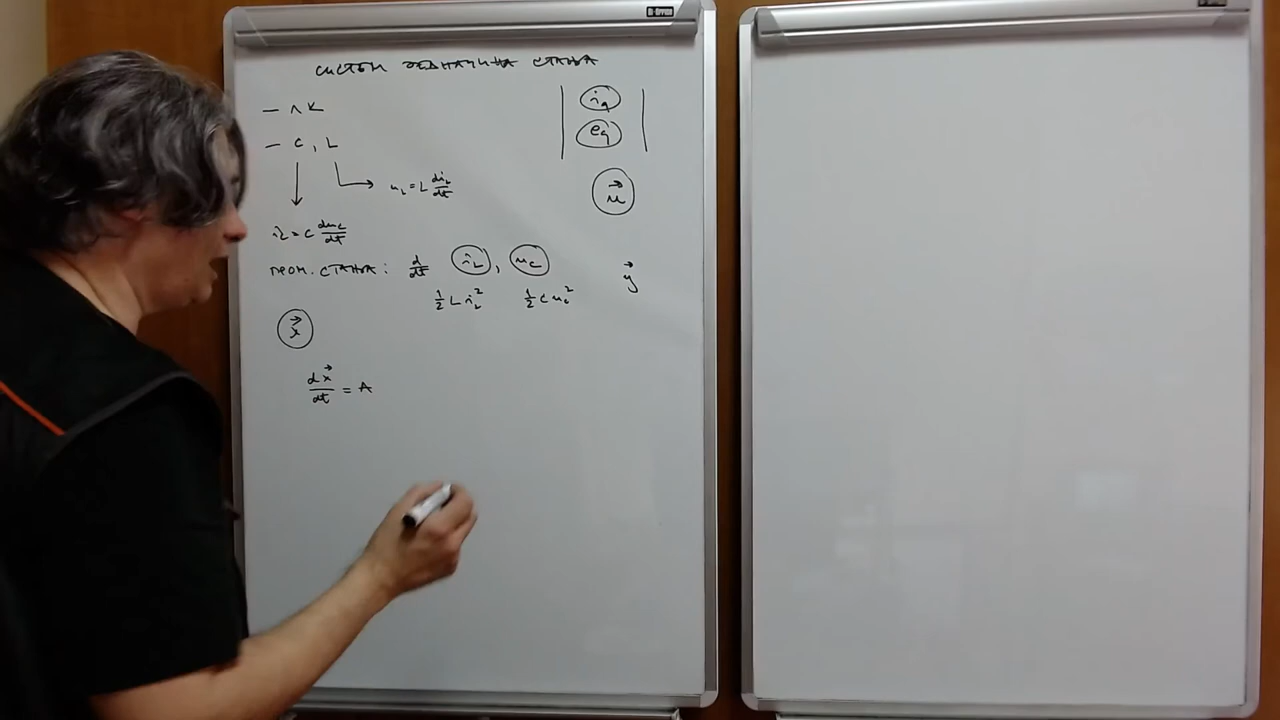 СИСТЕМ ЈЕДНАЧИНА СТАЊА
– ЛК
– C, L
u_L = L di_L/dt
i_C = C du_C/dt
ПРОМ. СТАЊА: d/dt i_L, u_C
1/2 L i_L^2 1/2 C u_C^2
x⃗
dx⃗/dt = A
i_g
e_g
u⃗
y⃗